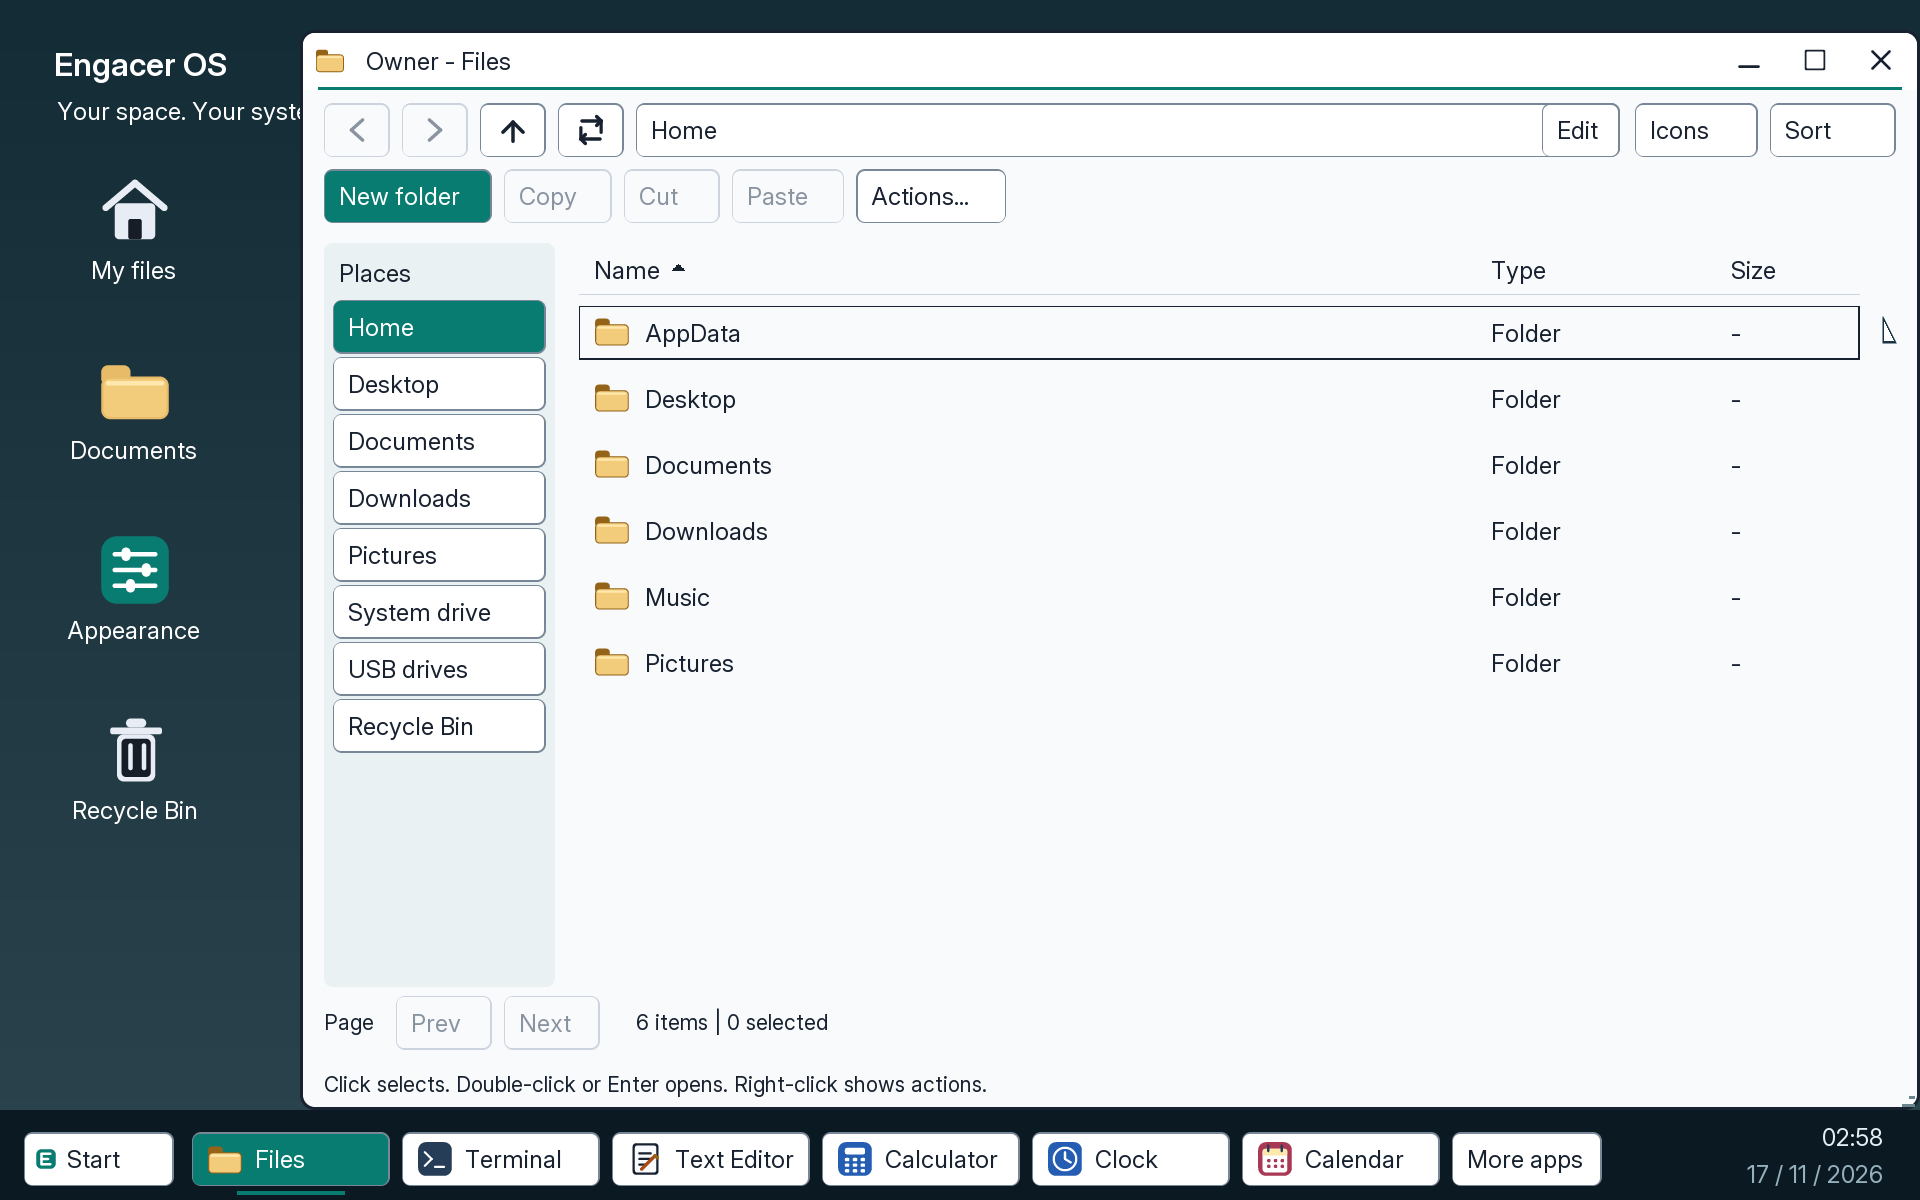 Engacer OS
Your space. Your syste
My files
Documents
Appearance
Recycle Bin
Owner - Files
Home
Edit
Icons
Sort
New folder
Copy
Cut
Paste
Actions...
Places
Home
Desktop
Documents
Downloads
Pictures
System drive
USB drives
Recycle Bin
Name Type Size
AppData Folder -
Desktop Folder -
Documents Folder -
Downloads Folder -
Music Folder -
Pictures Folder -
Page Prev Next 6 items | 0 selected
Click selects. Double-click or Enter opens. Right-click shows actions.
Start Files Terminal Text Editor Calculator Clock Calendar More apps
02:58
17 / 11 / 2026